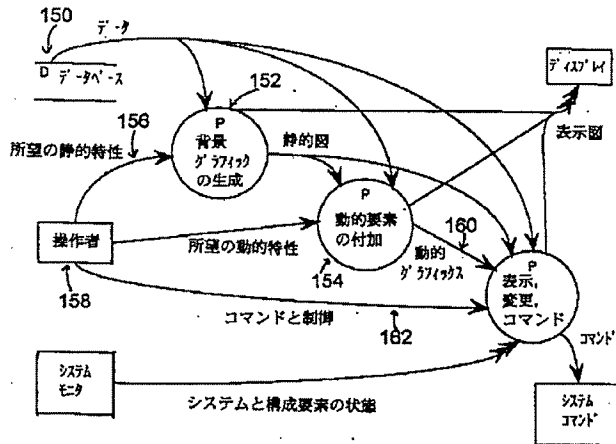 150
データ
D データベース
152
ディスプレイ
156
P
背景
グラフィック
の生成
静的図
表示図
所望の静的特性
P
動的要素
の付加
操作者
所望の動的特性
160
154
動的
グラフィックス
158
P
表示,
変更,
コマンド
コマンドと制御
162
コマンド
システム
モニタ
システムと構成要素の状態
システム
コマンド